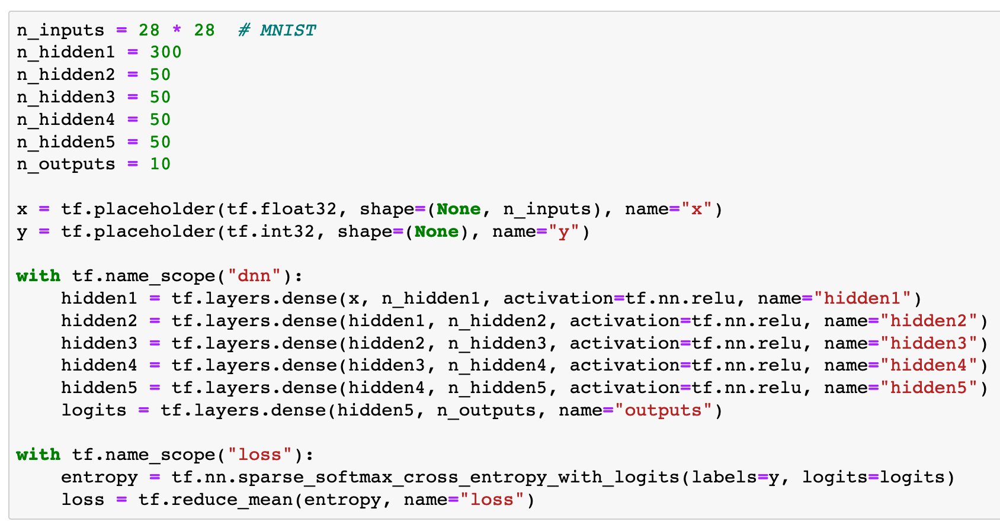 n_inputs = 28 * 28  # MNIST
n_hidden1 = 300
n_hidden2 = 50
n_hidden3 = 50
n_hidden4 = 50
n_hidden5 = 50
n_outputs = 10

x = tf.placeholder(tf.float32, shape=(None, n_inputs), name="x")
y = tf.placeholder(tf.int32, shape=(None), name="y")

with tf.name_scope("dnn"):
    hidden1 = tf.layers.dense(x, n_hidden1, activation=tf.nn.relu, name="hidden1")
    hidden2 = tf.layers.dense(hidden1, n_hidden2, activation=tf.nn.relu, name="hidden2")
    hidden3 = tf.layers.dense(hidden2, n_hidden3, activation=tf.nn.relu, name="hidden3")
    hidden4 = tf.layers.dense(hidden3, n_hidden4, activation=tf.nn.relu, name="hidden4")
    hidden5 = tf.layers.dense(hidden4, n_hidden5, activation=tf.nn.relu, name="hidden5")
    logits = tf.layers.dense(hidden5, n_outputs, name="outputs")

with tf.name_scope("loss"):
    entropy = tf.nn.sparse_softmax_cross_entropy_with_logits(labels=y, logits=logits)
    loss = tf.reduce_mean(entropy, name="loss")